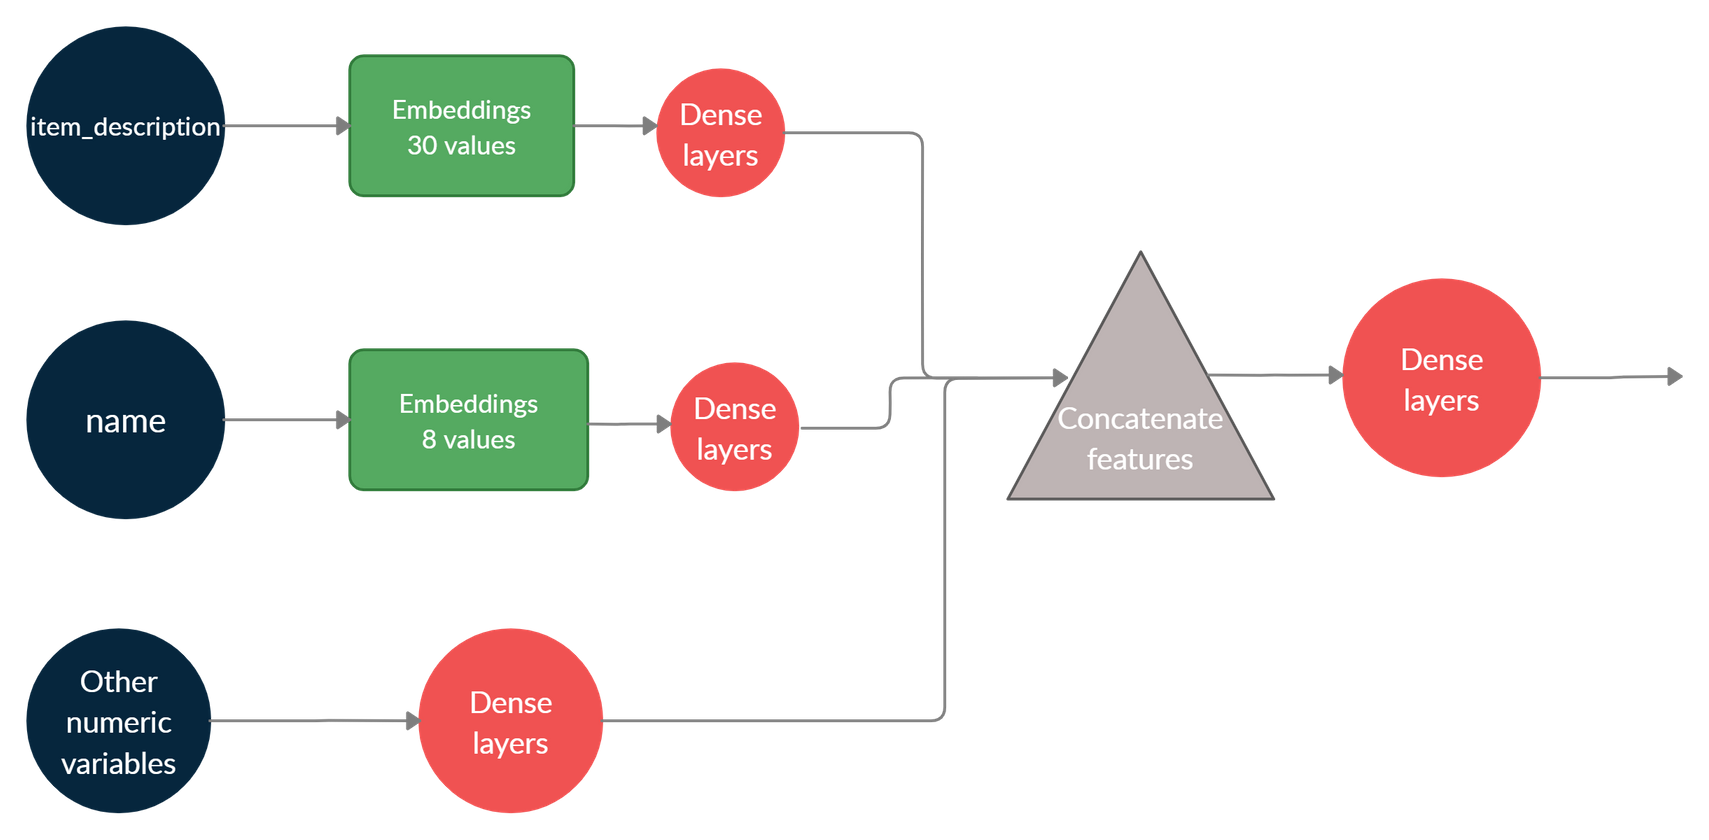 item_description
Embeddings
30 values
Dense
layers
name
Embeddings
8 values
Dense
layers
Other
numeric
variables
Dense
layers
Concatenate
features
Dense
layers